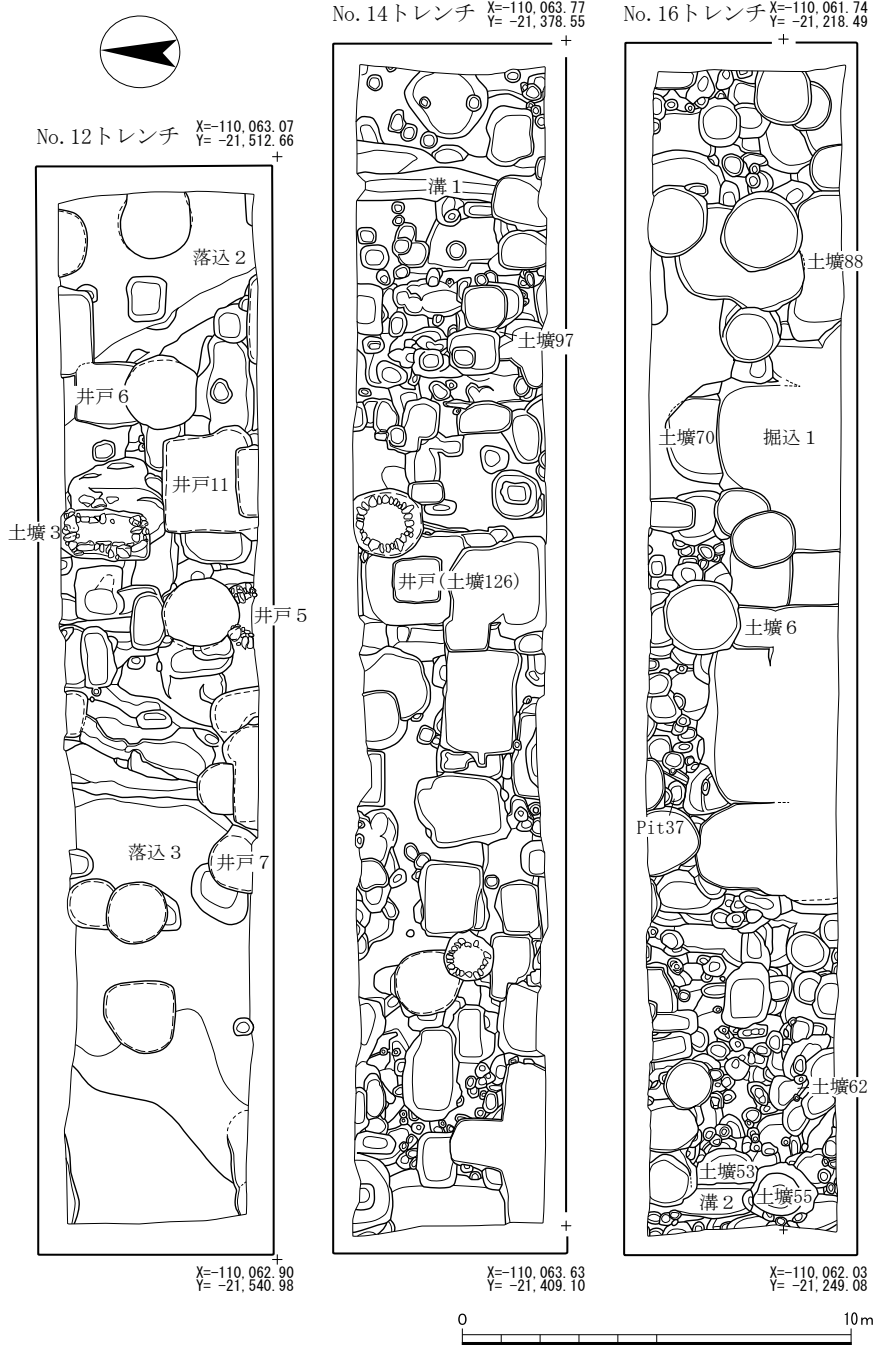 No.12トレンチ
X=-110,063.07
Y= -21,512.66
落込２
井戸６
井戸11
土壙３
井戸５
落込３
井戸７
X=-110,062.90
Y= -21,540.98
No.14トレンチ
X=-110,063.77
Y= -21,378.55
溝１
土壙97
井戸(土壙126)
X=-110,063.63
Y= -21,409.10
No.16トレンチ
X=-110,061.74
Y= -21,218.49
土壙88
土壙70
掘込１
土壙６
Pit37
土壙62
土壙53
溝２
土壙55
X=-110,062.03
Y= -21,249.08
0
10m